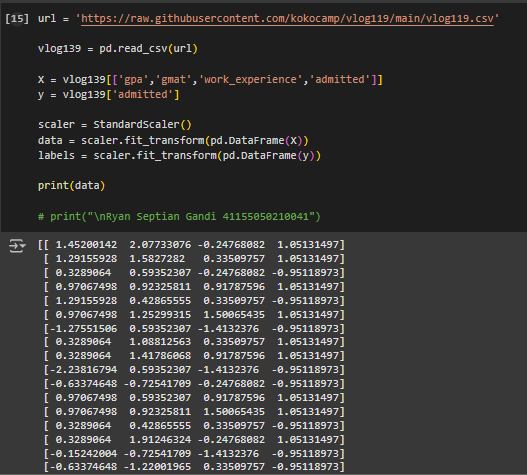 [15] url = 'https://raw.githubusercontent.com/kokocamp/vlog119/main/vlog119.csv'
vlog139 = pd.read_csv(url)
X = vlog139[['gpa','gmat','work_experience','admitted']]
y = vlog139['admitted']
scaler = StandardScaler()
data = scaler.fit_transform(pd.DataFrame(X))
labels = scaler.fit_transform(pd.DataFrame(y))
print(data)
# print("\nRyan Septian Gandi 41155050210041")
[[ 1.45200142  2.07733076 -0.24768082  1.05131497]
[ 1.29155928  1.5827282   0.33509757  1.05131497]
[ 0.3289064   0.59352307 -0.24768082 -0.95118973]
[ 0.97067498  0.92325811  0.91787596  1.05131497]
[ 1.29155928  0.42865555  0.33509757 -0.95118973]
[ 0.97067498  1.25299315  1.50065435  1.05131497]
[-1.27551506  0.59352307 -1.4132376  -0.95118973]
[ 0.3289064   1.08812563  0.33509757  1.05131497]
[ 0.3289064   1.41786068  0.91787596  1.05131497]
[-2.23816794  0.59352307 -1.4132376  -0.95118973]
[-0.63374648 -0.72541709 -0.24768082 -0.95118973]
[ 0.97067498  0.59352307  0.91787596  1.05131497]
[ 0.97067498  0.92325811  1.50065435  1.05131497]
[ 0.3289064   0.42865555  0.33509757 -0.95118973]
[ 0.3289064   1.91246324 -0.24768082  1.05131497]
[-0.15242004 -0.72541709 -1.4132376  -0.95118973]
[-0.63374648 -1.22001965  0.33509757 -0.95118973]